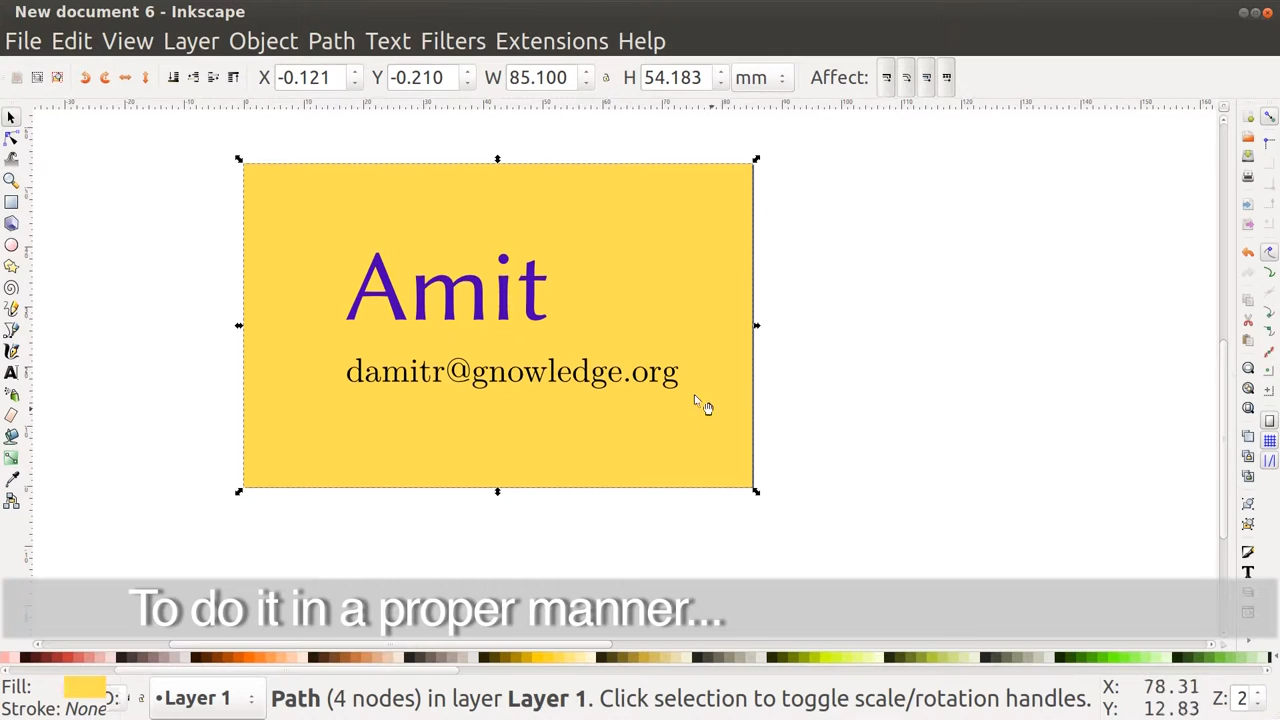 New document 6 - Inkscape
File Edit View Layer Object Path Text Filters Extensions Help
X -0.121 Y -0.210 W 85.100 H 54.183 mm Affect:
Amit
damitr@gnowledge.org
To do it in a proper manner...
Fill:
Stroke: None
O:
•Layer 1
Path (4 nodes) in layer Layer 1. Click selection to toggle scale/rotation handles.
X: 78.31
Y: 12.83
Z: 2